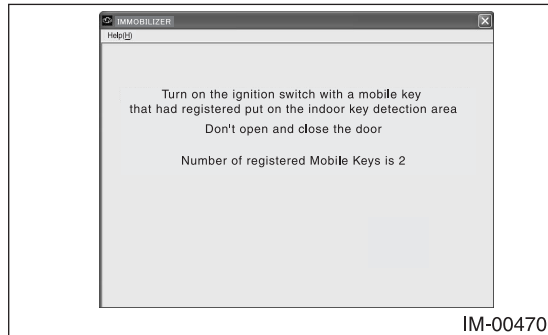 IMMOBILIZER
Help(H)
Turn on the ignition switch with a mobile key
that had registered put on the indoor key detection area
Don't open and close the door
Number of registered Mobile Keys is 2
IM-00470